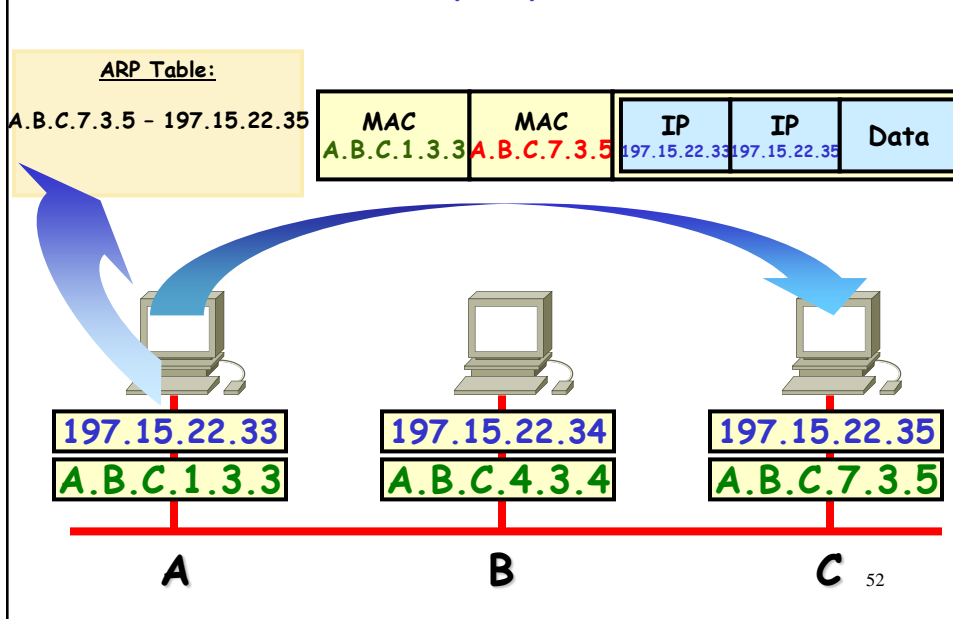 ARP Table:
A.B.C.7.3.5 - 197.15.22.35
MAC
A.B.C.1.3.3
MAC
A.B.C.7.3.5
IP
197.15.22.33
IP
197.15.22.35
Data
197.15.22.33
A.B.C.1.3.3
197.15.22.34
A.B.C.4.3.4
197.15.22.35
A.B.C.7.3.5
A
B
C
52